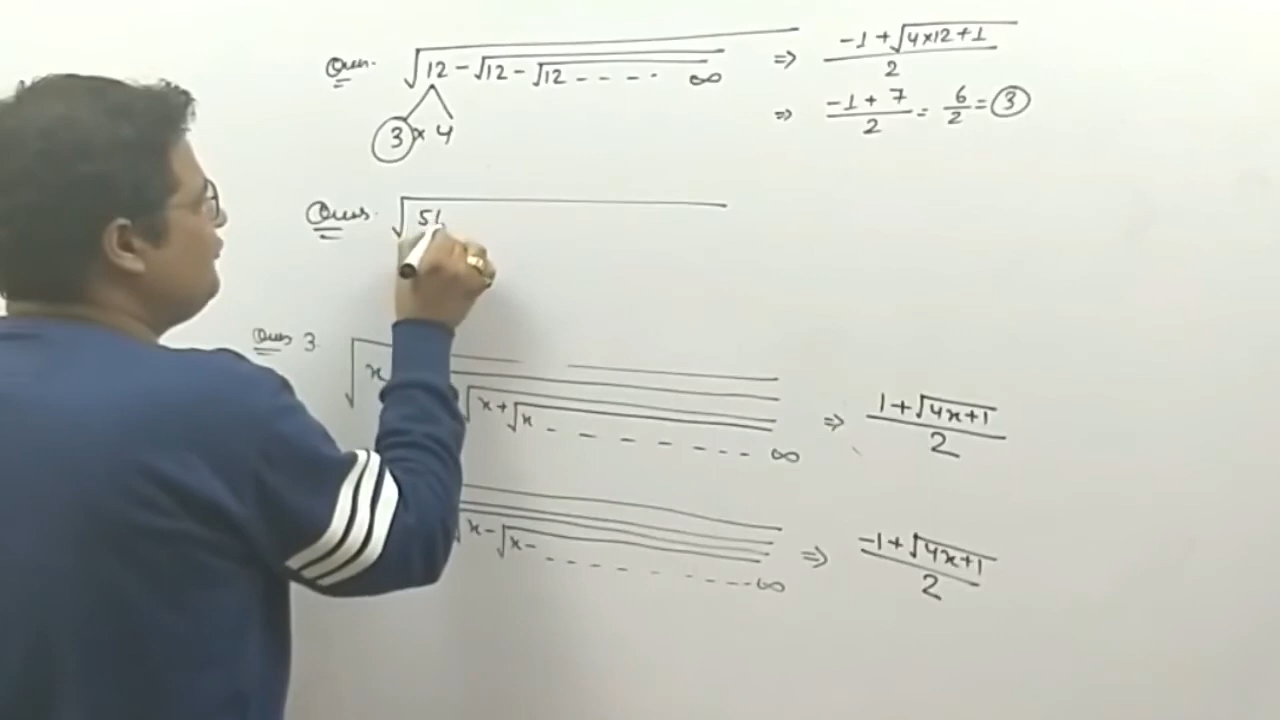 Ques. √12 - √12 - √12 - - - - ∞ ⇒ -1 + √4×12+1 / 2
3 × 4 ⇒ -1 + 7 / 2 = 6 / 2 = 3
Ques. √51
Ques 3 √x √x + √x - - - - - - - ∞ ⇒ 1 + √4x+1 / 2
√x - √x - - - - - - - - ∞ ⇒ -1 + √4x+1 / 2